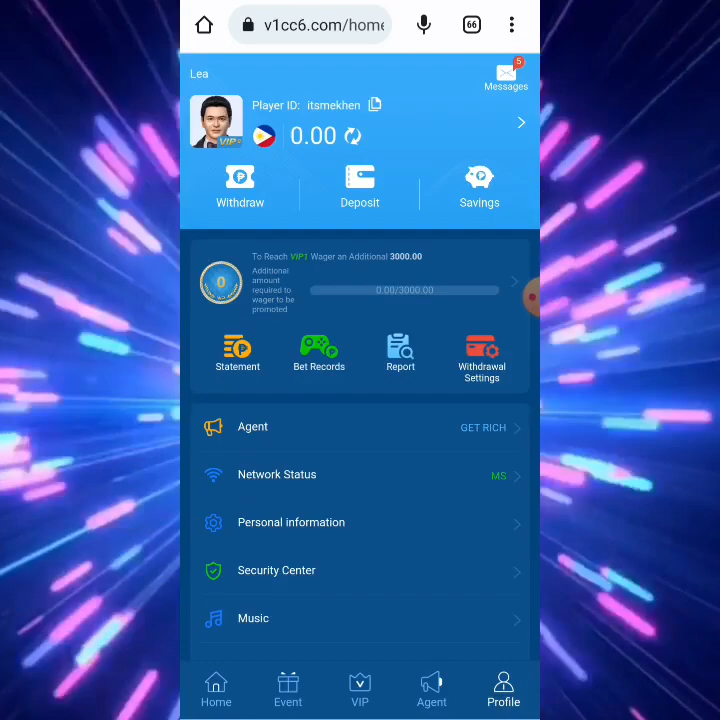 v1cc6.com/home
66
Lea
5
Messages
Player ID: itsmekhen
VIP
0.00
Withdraw
Deposit
Savings
To Reach VIP1 Wager an Additional 3000.00
0
Additional
amount
required to
wager to be
promoted
0.00/3000.00
Statement
Bet Records
Report
Withdrawal
Settings
Agent
GET RICH
Network Status
MS
Personal information
Security Center
Music
Home
Event
VIP
Agent
Profile